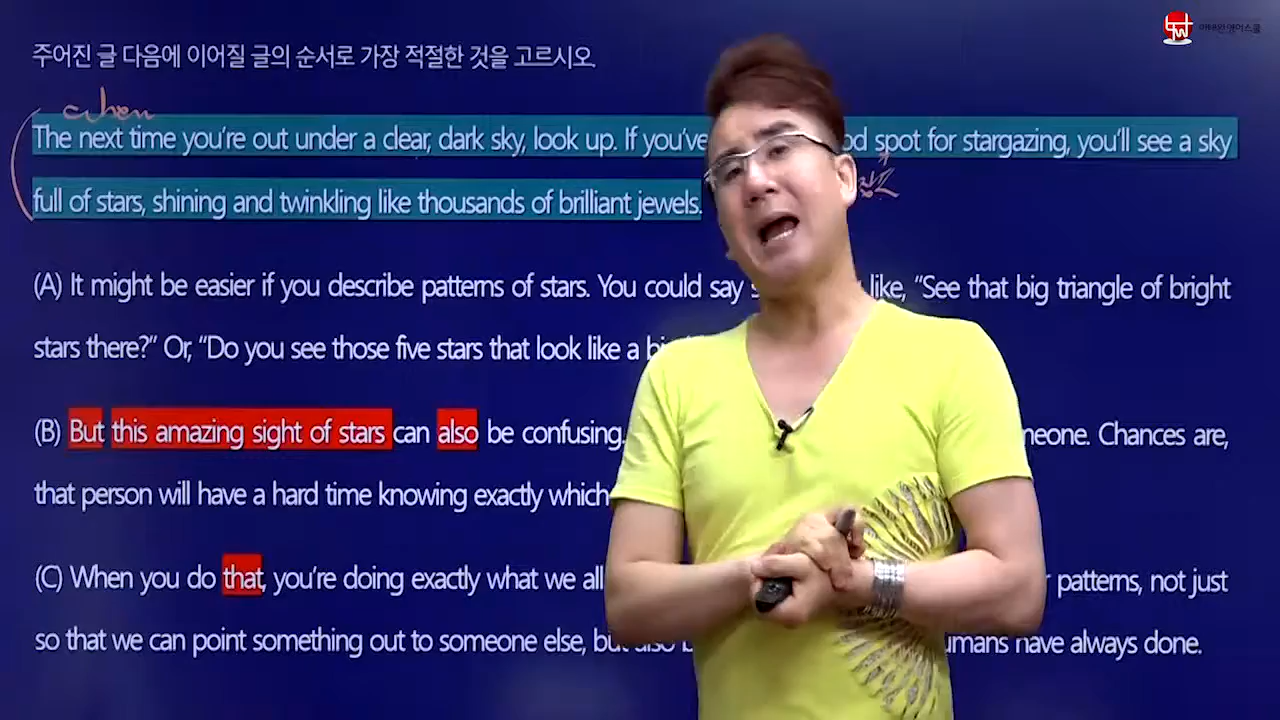 마태완영어스쿨
주어진 글 다음에 이어질 글의 순서로 가장 적절한 것을 고르시오.
when
The next time you're out under a clear, dark sky, look up. If you've spot for stargazing, you'll see a sky
full of stars, shining and twinkling like thousands of brilliant jewels.
(A) It might be easier if you describe patterns of stars. You could say like, "See that big triangle of bright
stars there?" Or, "Do you see those five stars that look like a
(B) But this amazing sight of stars can also be confusing. Chances are,
that person will have a hard time knowing exactly which
(C) When you do that, you're doing exactly what we all patterns, not just
so that we can point something out to someone else, but also have always done.